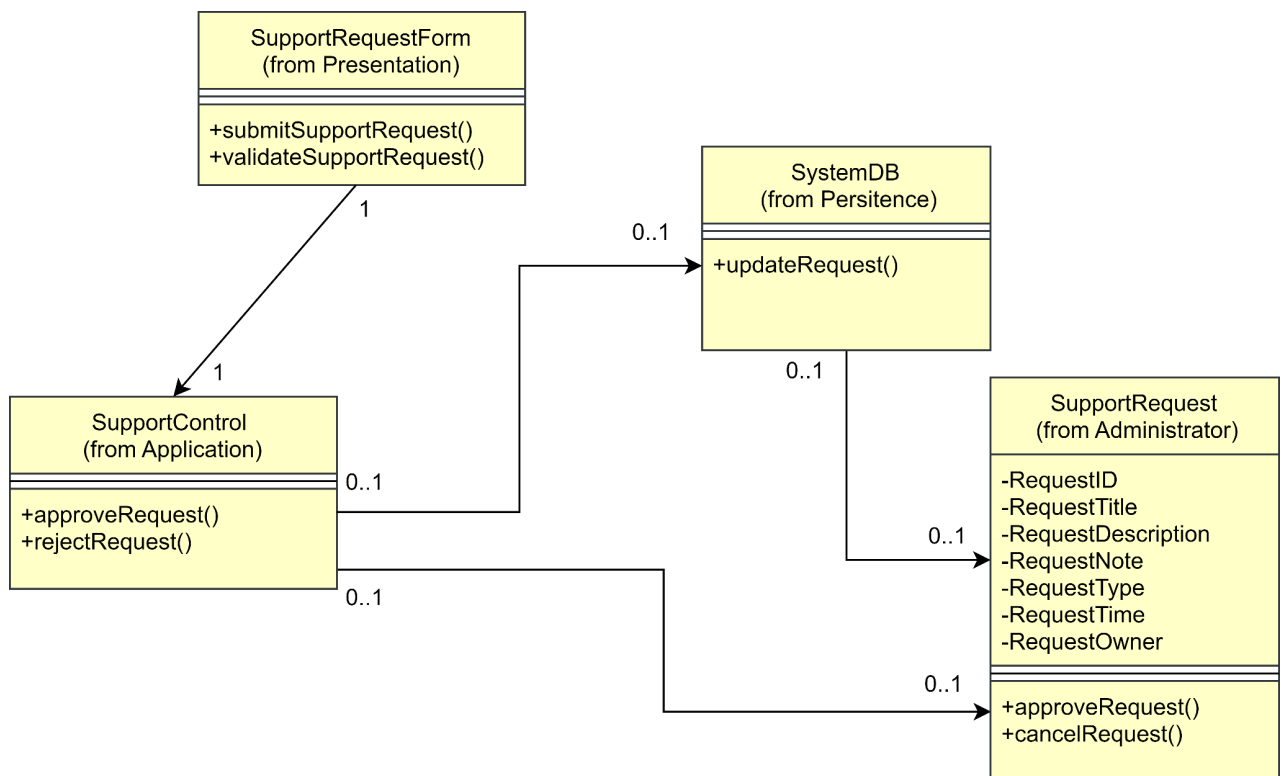 SupportRequestForm
(from Presentation)
+submitSupportRequest()
+validateSupportRequest()
1
1
SupportControl
(from Application)
+approveRequest()
+rejectRequest()
0..1
0..1
0..1
SystemDB
(from Persitence)
+updateRequest()
0..1
0..1
0..1
SupportRequest
(from Administrator)
-RequestID
-RequestTitle
-RequestDescription
-RequestNote
-RequestType
-RequestTime
-RequestOwner
+approveRequest()
+cancelRequest()